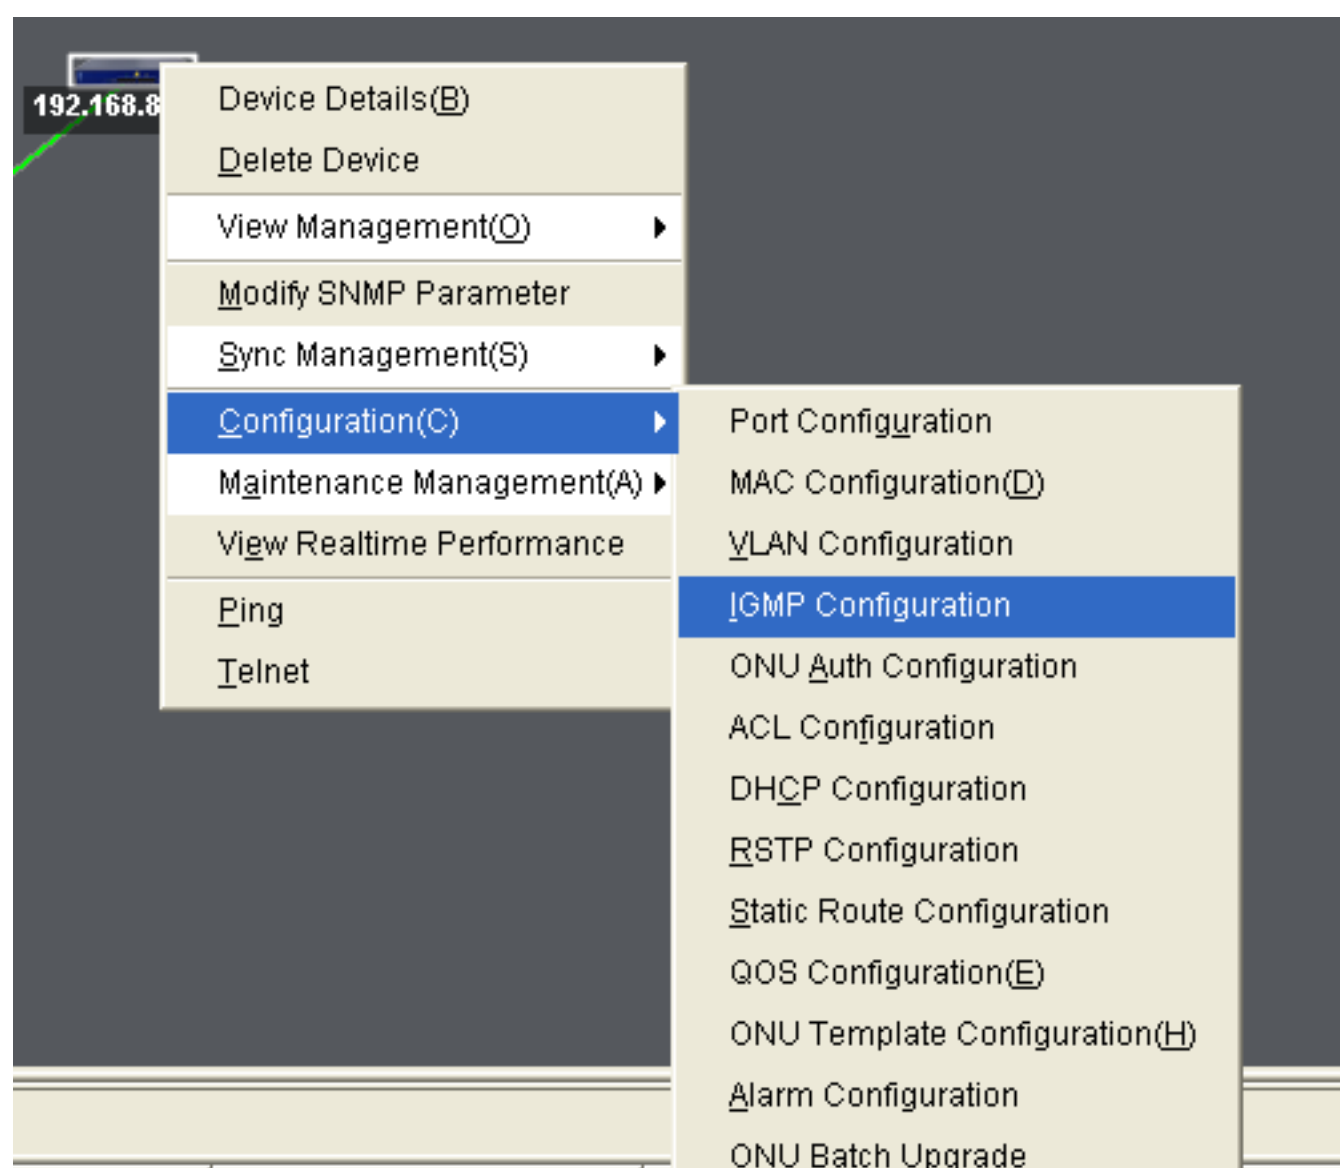 192.168.8
Device Details(B)
Delete Device
View Management(O)
Modify SNMP Parameter
Sync Management(S)
Configuration(C)
Maintenance Management(A)
View Realtime Performance
Ping
Telnet
Port Configuration
MAC Configuration(D)
VLAN Configuration
IGMP Configuration
ONU Auth Configuration
ACL Configuration
DHCP Configuration
RSTP Configuration
Static Route Configuration
QOS Configuration(E)
ONU Template Configuration(H)
Alarm Configuration
ONU Batch Upgrade